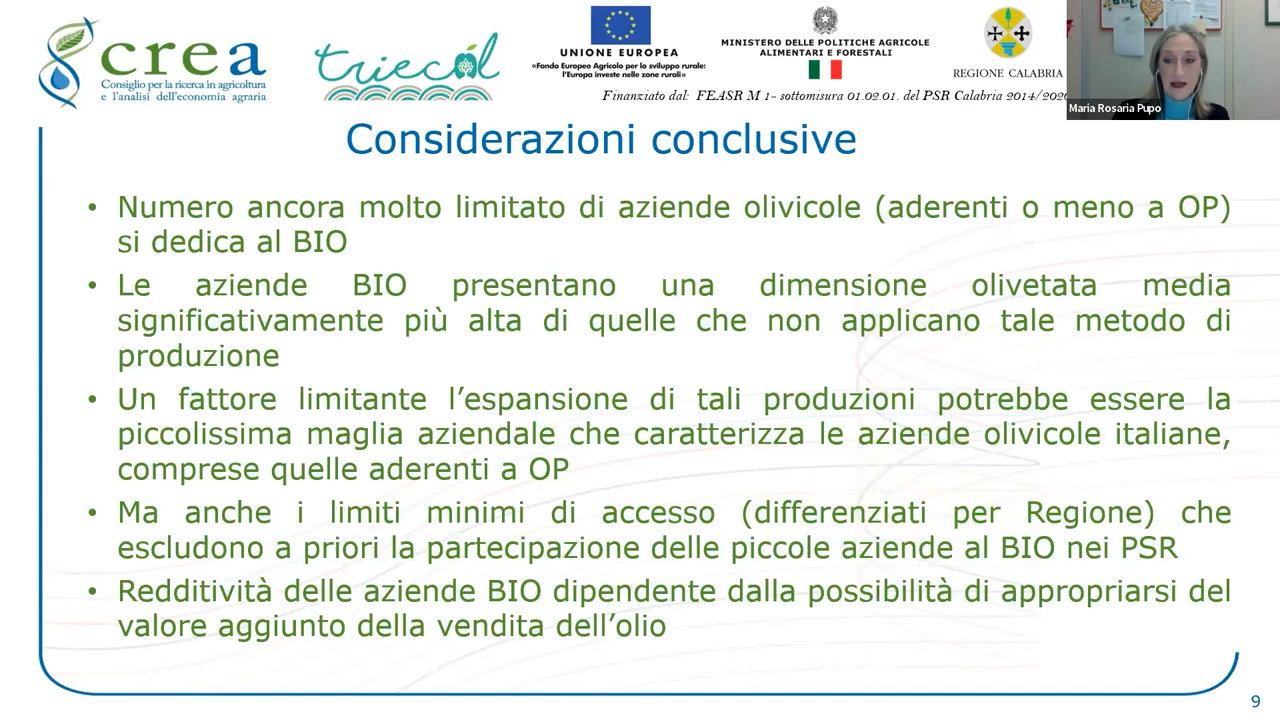 crea
Consiglio per la ricerca in agricoltura
e l'analisi dell'economia agraria
triecol
UNIONE EUROPEA
«Fondo Europeo Agricolo per lo sviluppo rurale:
l'Europa investe nelle zone rurali»
MINISTERO DELLE POLITICHE AGRICOLE
ALIMENTARI E FORESTALI
REGIONE CALABRIA
Finanziato dal: FEASR M 1- sottomisura 01.02.01. del PSR Calabria 2014/2020
Maria Rosaria Pupo
Considerazioni conclusive
• Numero ancora molto limitato di aziende olivicole (aderenti o meno a OP)
si dedica al BIO
• Le aziende BIO presentano una dimensione olivetata media
significativamente più alta di quelle che non applicano tale metodo di
produzione
• Un fattore limitante l’espansione di tali produzioni potrebbe essere la
piccolissima maglia aziendale che caratterizza le aziende olivicole italiane,
comprese quelle aderenti a OP
• Ma anche i limiti minimi di accesso (differenziati per Regione) che
escludono a priori la partecipazione delle piccole aziende al BIO nei PSR
• Redditività delle aziende BIO dipendente dalla possibilità di appropriarsi del
valore aggiunto della vendita dell’olio
9